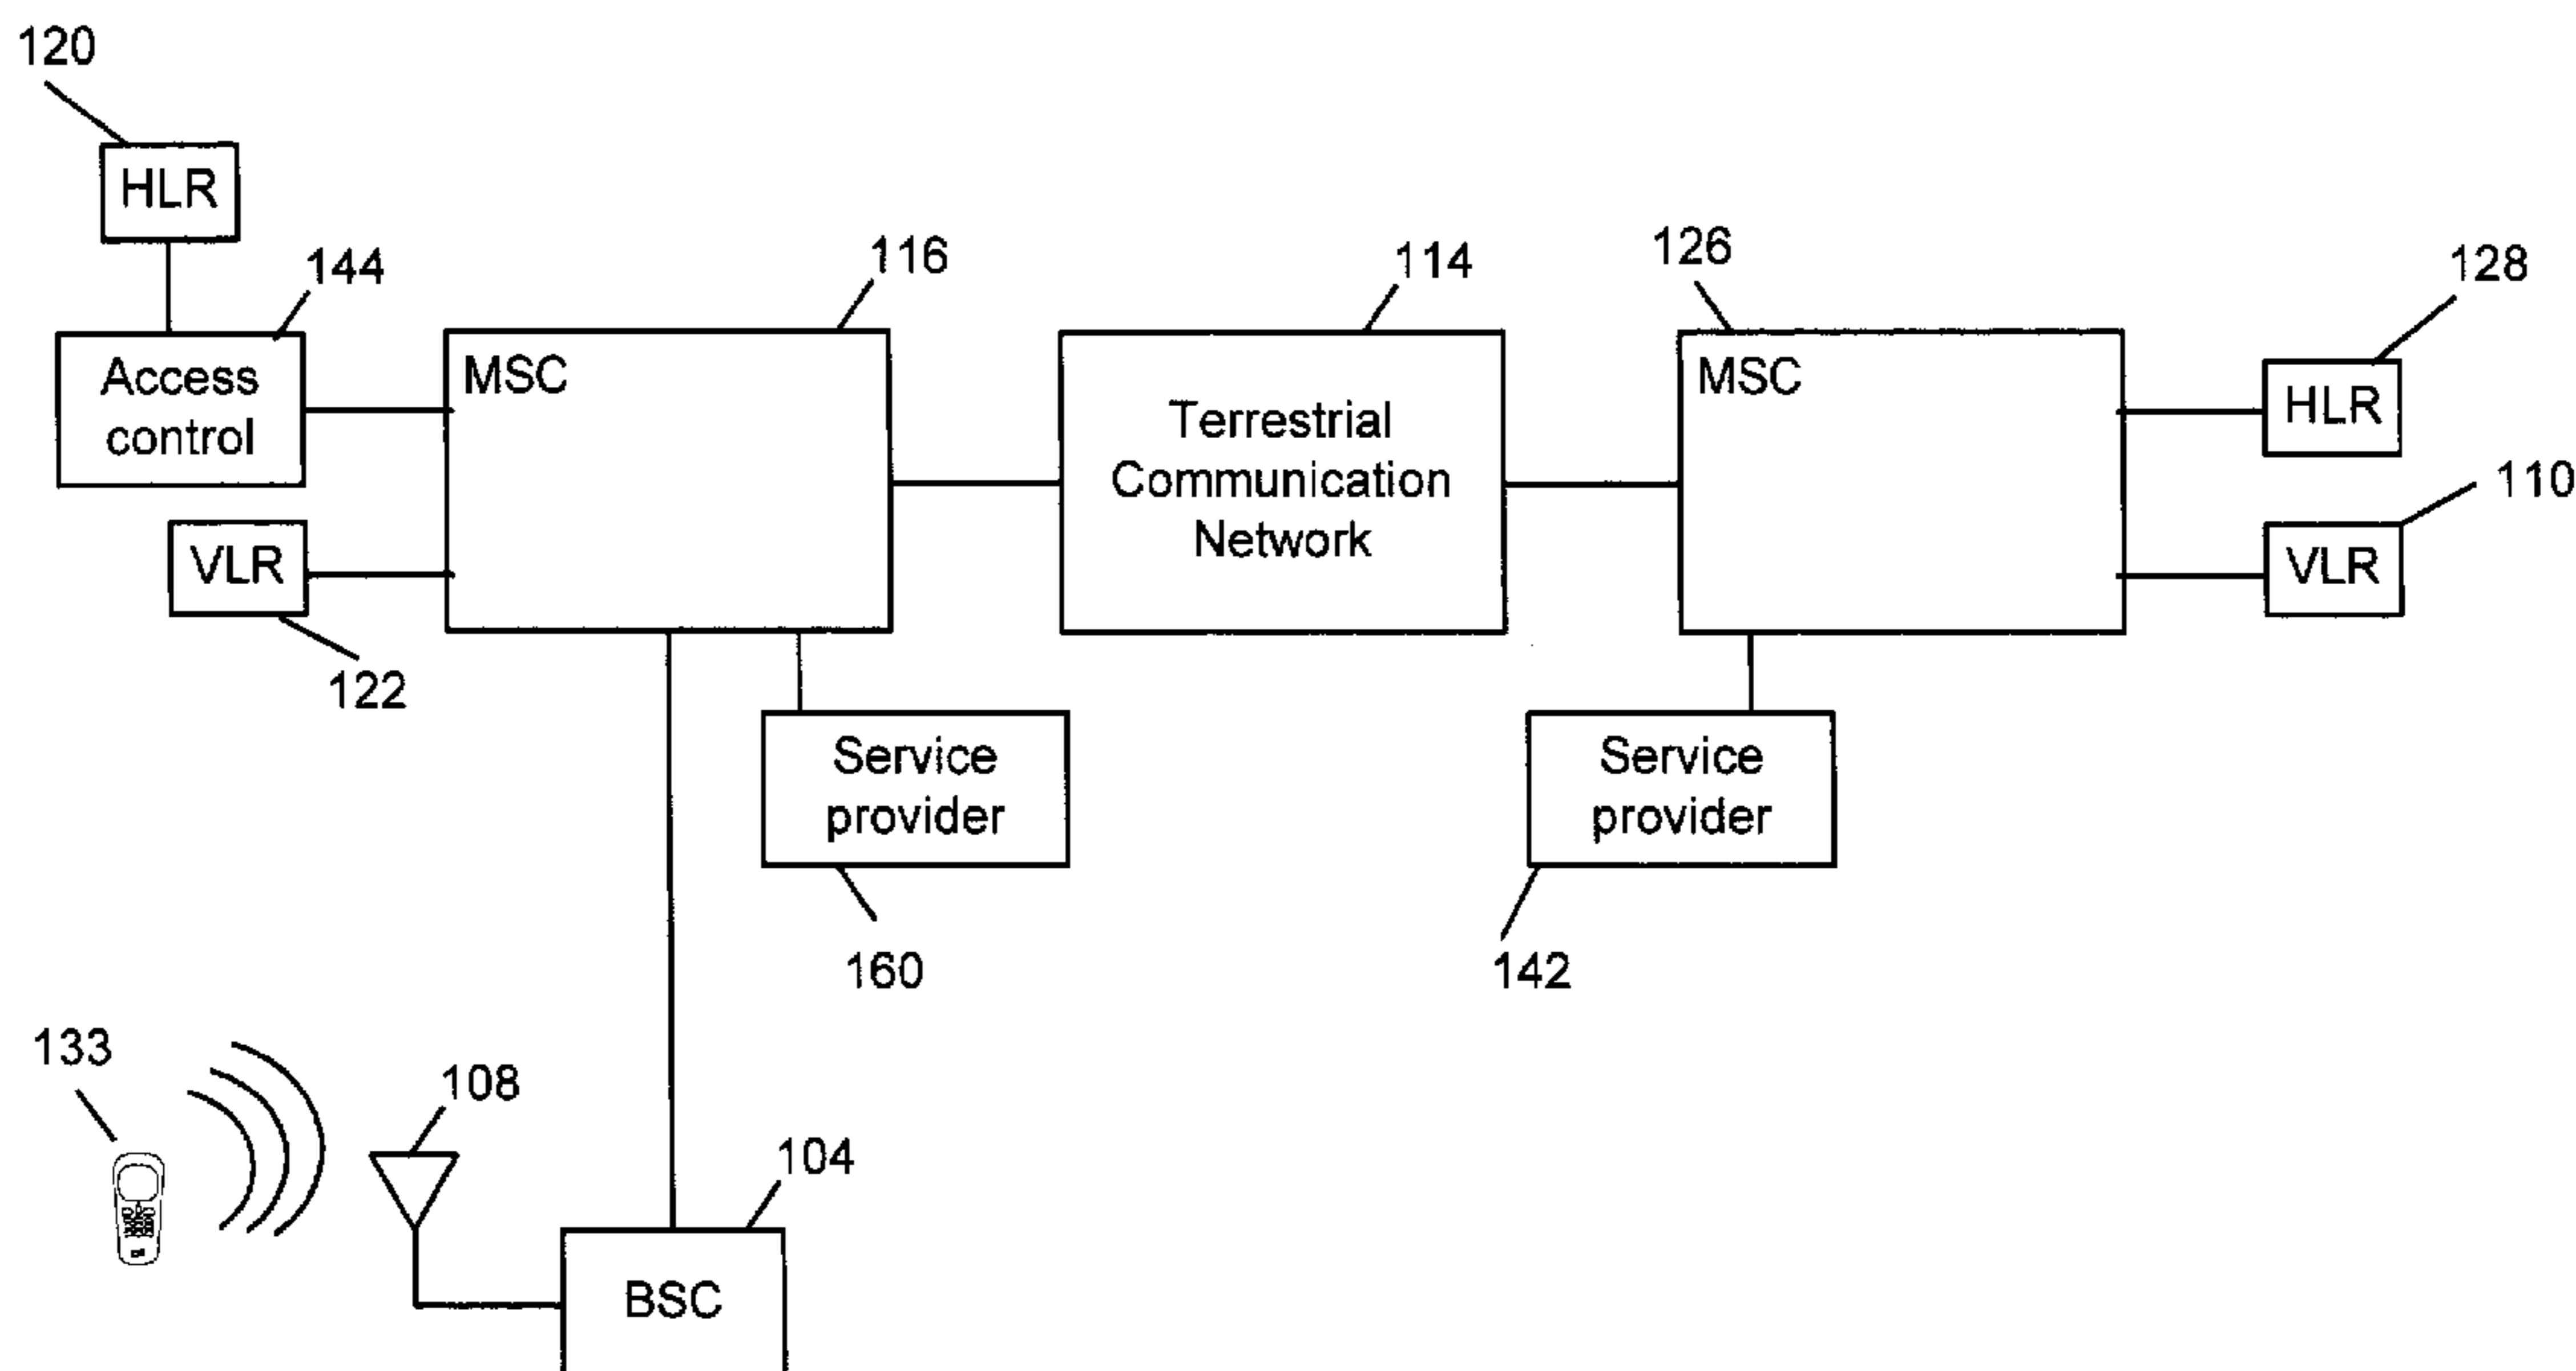 120
HLR
144
116
114
126
128
Access
control
MSC
Terrestrial
Communication
Network
MSC
HLR
110
VLR
VLR
122
Service
provider
160
Service
provider
142
133
108
104
BSC